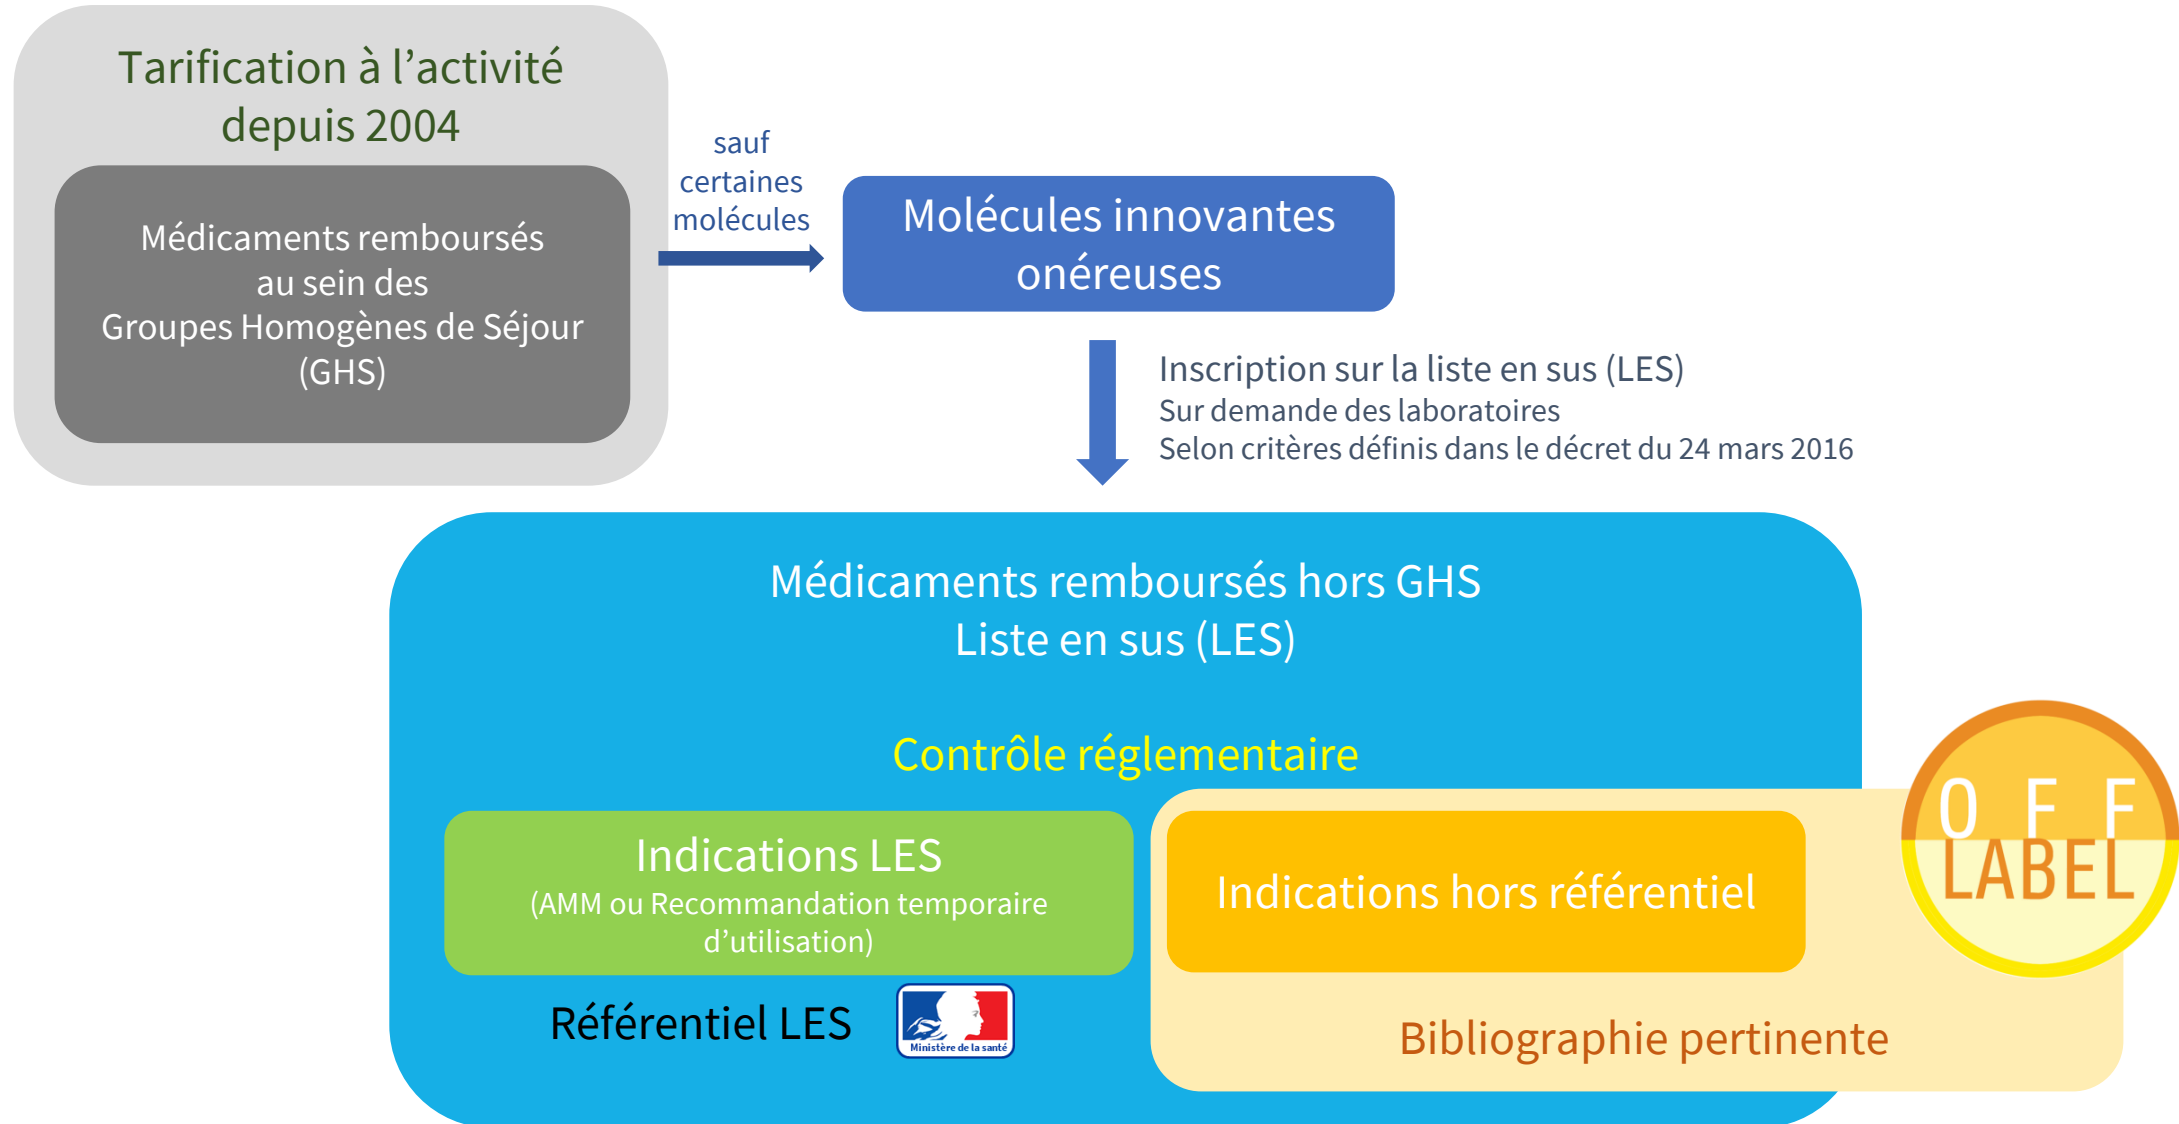 Tarification à l’activité
depuis 2004
Médicaments remboursés
au sein des
Groupes Homogènes de Séjour
(GHS)
sauf
certaines
molécules
Molécules innovantes
onéreuses
Inscription sur la liste en sus (LES)
Sur demande des laboratoires
Selon critères définis dans le décret du 24 mars 2016
Médicaments remboursés hors GHS
Liste en sus (LES)
Contrôle réglementaire
Indications LES
(AMM ou Recommandation temporaire
d’utilisation)
Référentiel LES
Ministère de la santé
Indications hors référentiel
Bibliographie pertinente
OFF
LABEL